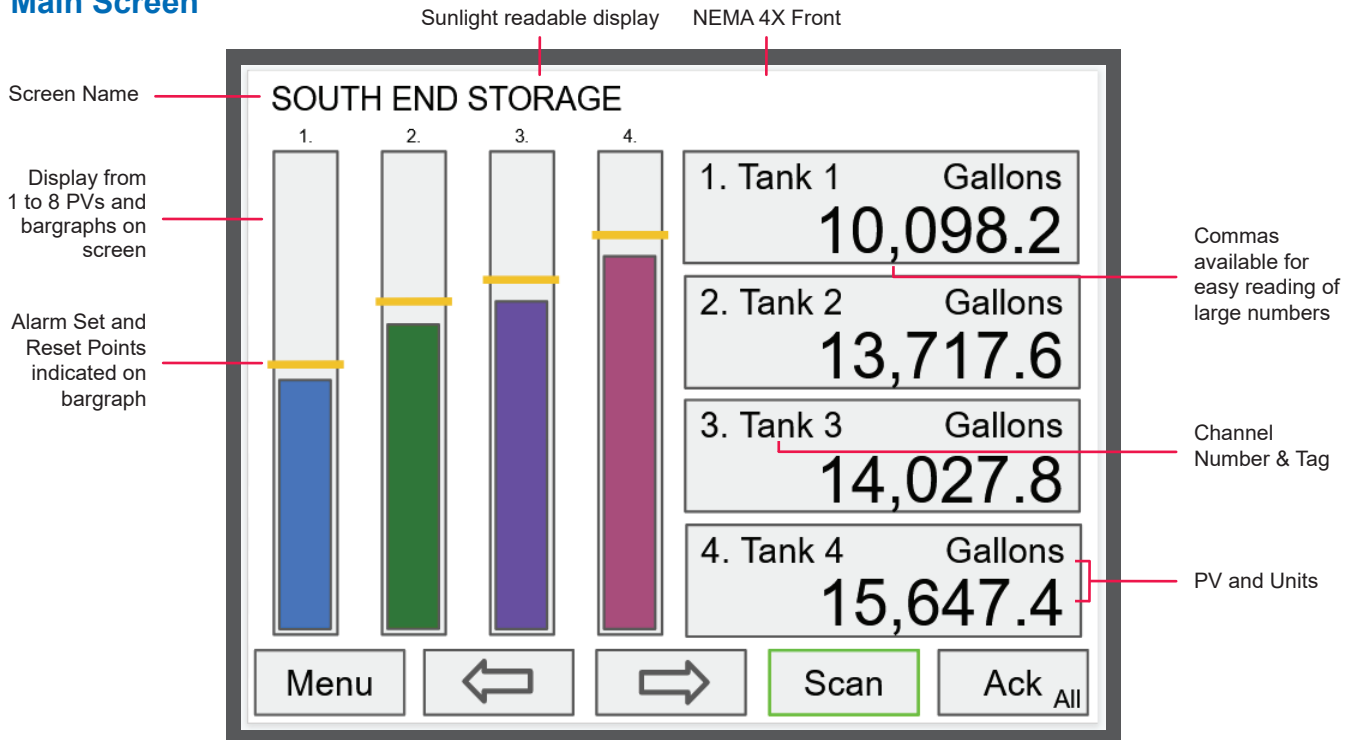 Main Screen
Sunlight readable display
NEMA 4X Front
Screen Name
SOUTH END STORAGE
1.
2.
3.
4.
Display from
1 to 8 PVs and
bargraphs on
screen
Alarm Set and
Reset Points
indicated on
bargraph
1. Tank 1 Gallons
10,098.2
2. Tank 2 Gallons
13,717.6
3. Tank 3 Gallons
14,027.8
4. Tank 4 Gallons
15,647.4
Commas
available for
easy reading of
large numbers
Channel
Number & Tag
PV and Units
Menu
Scan
Ack All